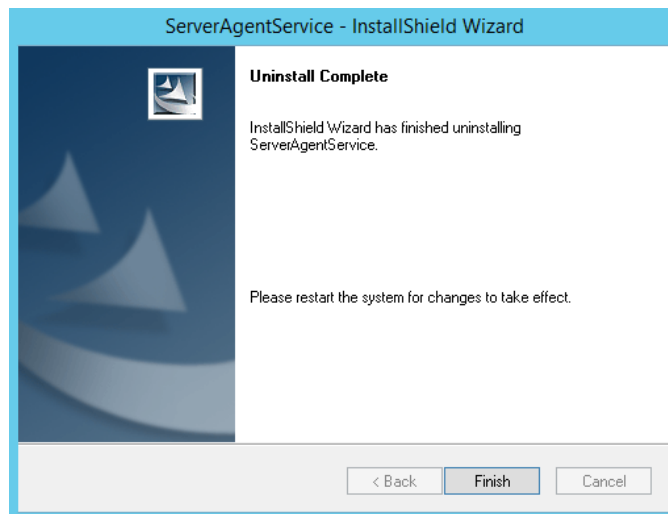 ServerAgentService - InstallShield Wizard
Uninstall Complete
InstallShield Wizard has finished uninstalling
ServerAgentService.
Please restart the system for changes to take effect.
< Back
Finish
Cancel